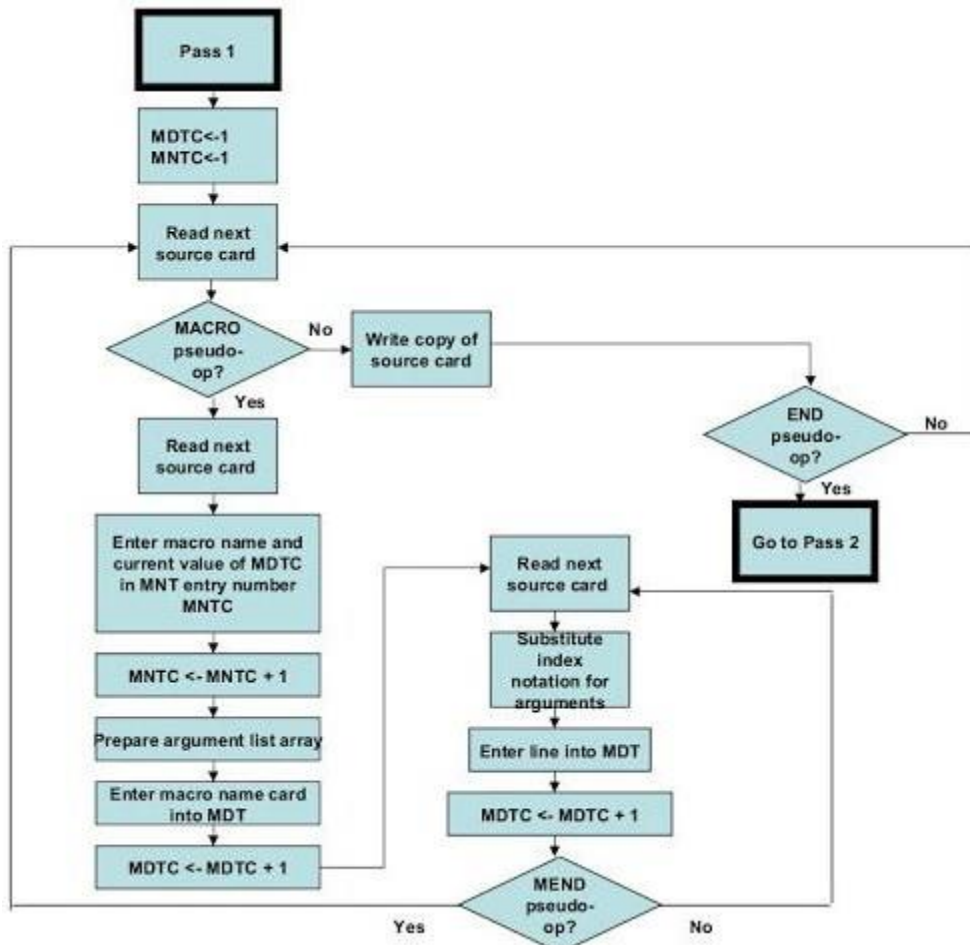 Pass 1
MDTC<-1
MNTC<-1
Read next
source card
MACRO
pseudo-
op?
No
Write copy of
source card
Yes
END
pseudo-
op?
No
Yes
Go to Pass 2
Read next
source card
Enter macro name and
current value of MDTC
in MNT entry number
MNTC
MNTC <- MNTC + 1
Prepare argument list array
Enter macro name card
into MDT
MDTC <- MDTC + 1
Read next
source card
Substitute
index
notation for
arguments
Enter line into MDT
MDTC <- MDTC + 1
MEND
pseudo-
op?
Yes
No